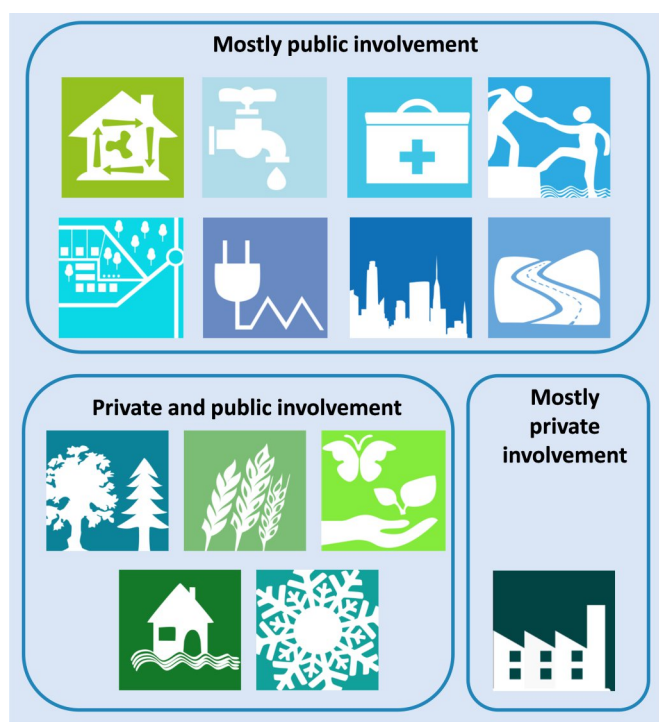 Mostly public involvement
Private and public involvement
Mostly
private
involvement